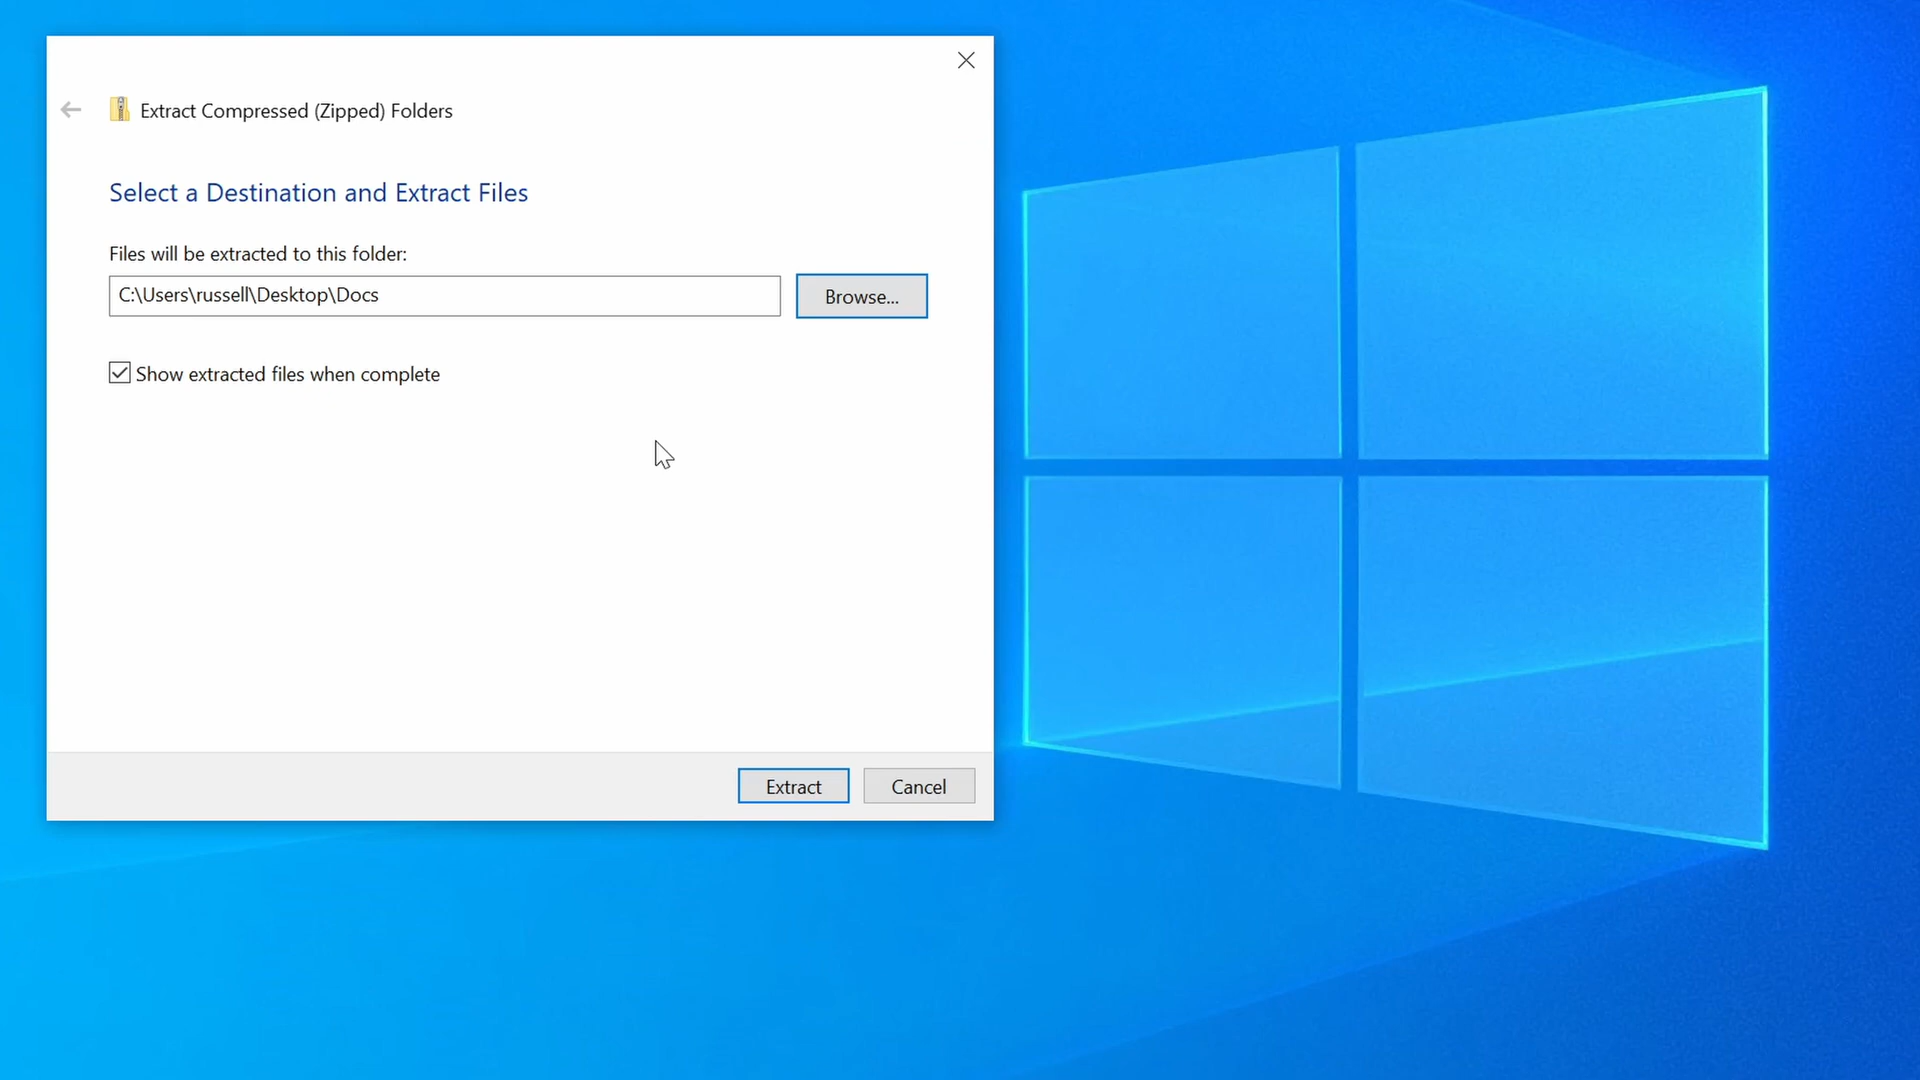 Extract Compressed (Zipped) Folders
Select a Destination and Extract Files
Files will be extracted to this folder:
C:\Users\russell\Desktop\Docs
Browse...
Show extracted files when complete
Extract
Cancel